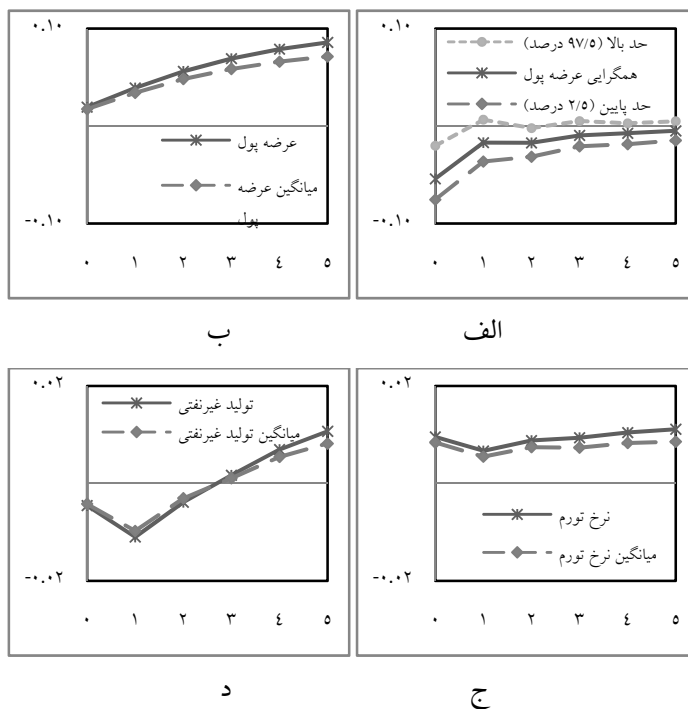 ۰.۱۰
حد بالا (۹۷/۵ درصد)
همگرایی عرضه پول
حد پایین (۲/۵ درصد)
-۰.۱۰
۰ ۱ ۲ ۳ ٤ ٥
الف
۰.۱۰
عرضه پول
میانگین عرضه
پول
-۰.۱۰
۰ ۱ ۲ ۳ ٤ ٥
ب
۰.۰۲
نرخ تورم
میانگین نرخ تورم
-۰.۰۲
۰ ۱ ۲ ۳ ٤ ٥
ج
۰.۰۲
تولید غیرنفتی
میانگین تولید غیرنفتی
-۰.۰۲
۰ ۱ ۲ ۳ ٤ ٥
د